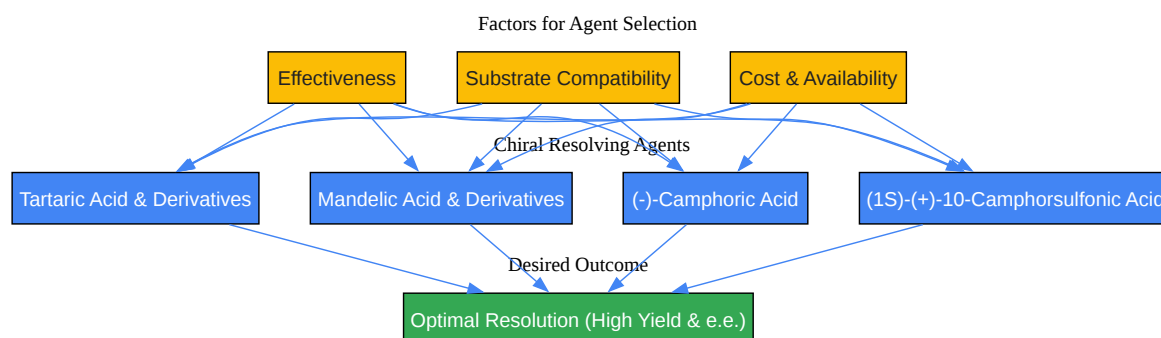 Factors for Agent Selection
Effectiveness
Substrate Compatibility
Cost & Availability
Chiral Resolving Agents
Tartaric Acid & Derivatives
Mandelic Acid & Derivatives
(-)-Camphoric Acid
(1S)-(+)-10-Camphorsulfonic Acid
Desired Outcome
Optimal Resolution (High Yield & e.e.)